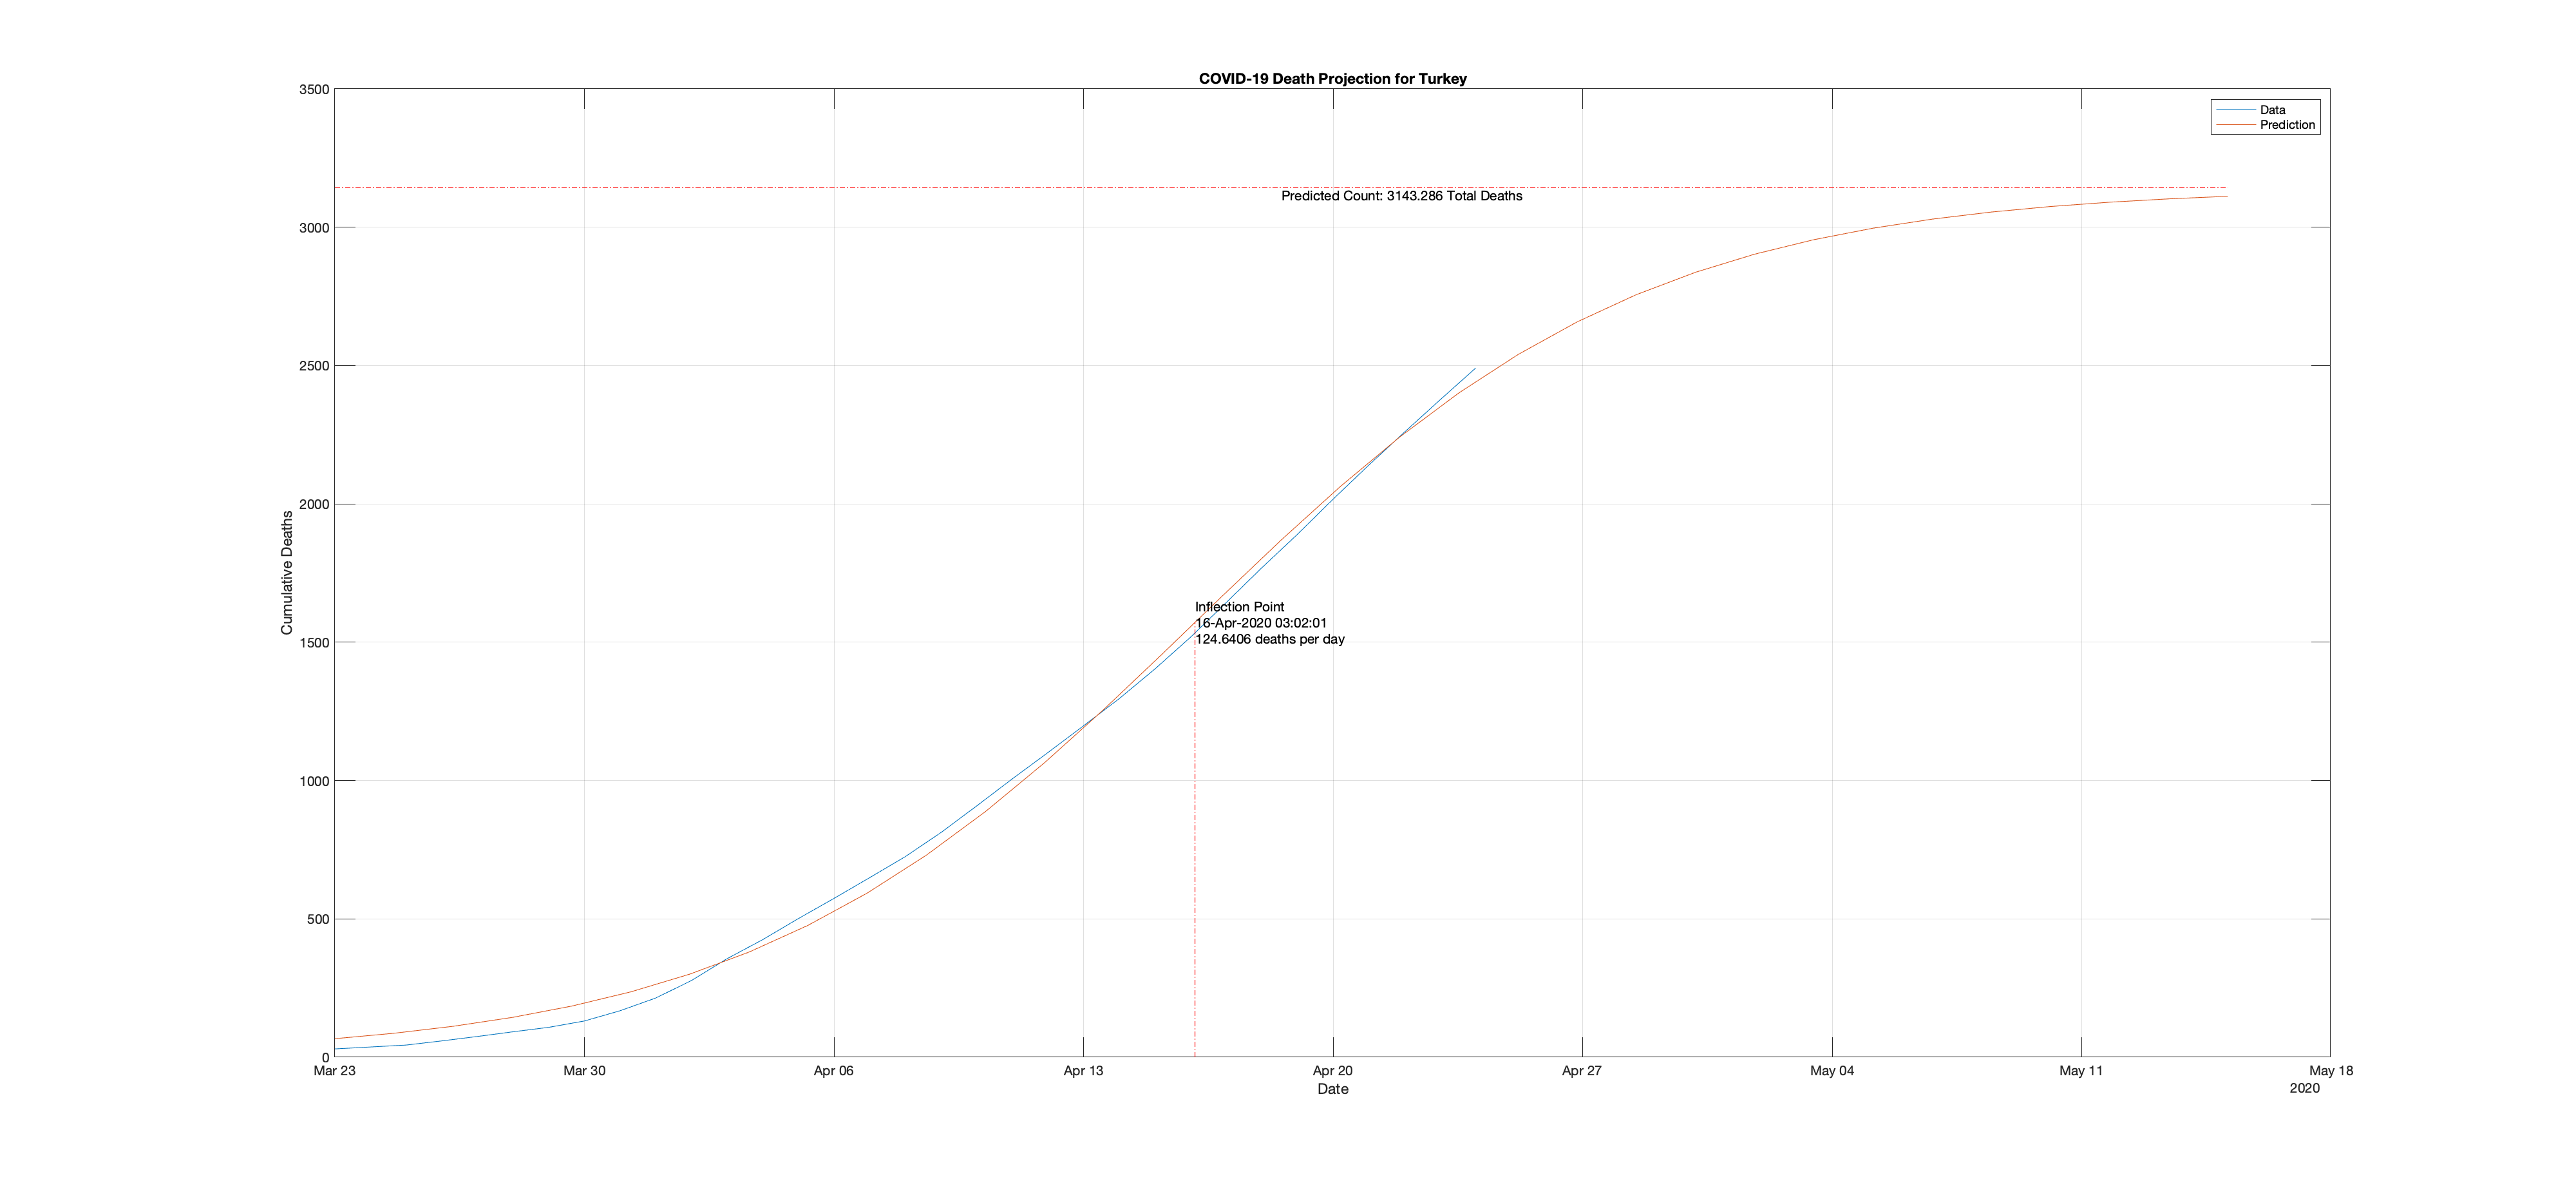 COVID-19 Death Projection for Turkey
3500
3000
2500
2000
1500
1000
500
0
Cumulative Deaths
Data
Prediction
Predicted Count: 3143.286 Total Deaths
Inflection Point
16-Apr-2020 03:02:01
124.6406 deaths per day
Mar 23 Mar 30 Apr 06 Apr 13 Apr 20 Apr 27 May 04 May 11 May 18
Date
2020